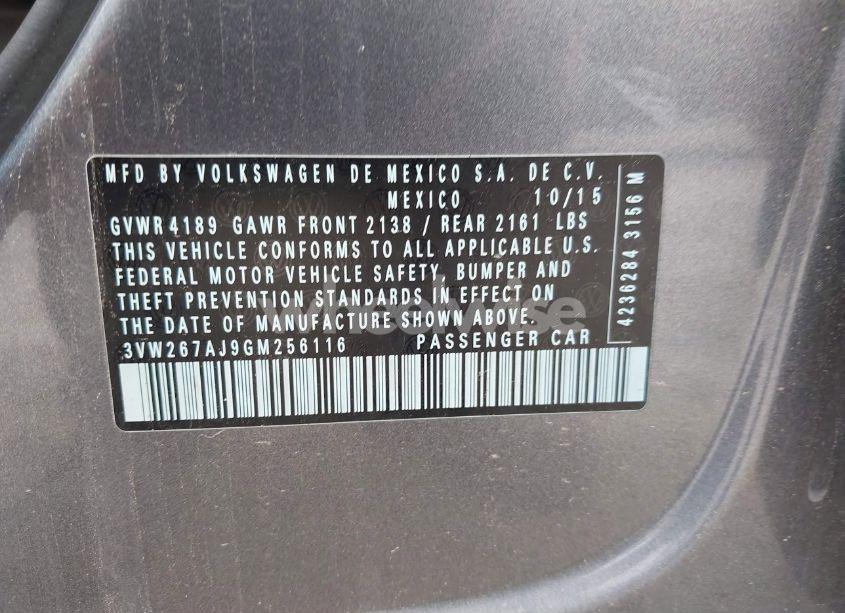 MFD BY VOLKSWAGEN DE MEXICO S.A. DE C.V.
MEXICO 10/15
GVWR 4189 GAWR FRONT 2138 / REAR 2161 LBS
THIS VEHICLE CONFORMS TO ALL APPLICABLE U.S.
FEDERAL MOTOR VEHICLE SAFETY, BUMPER AND
THEFT PREVENTION STANDARDS IN EFFECT ON
THE DATE OF MANUFACTURE SHOWN ABOVE.
3VW267AJ9GM256116 PASSENGER CAR
4236284 3156 M